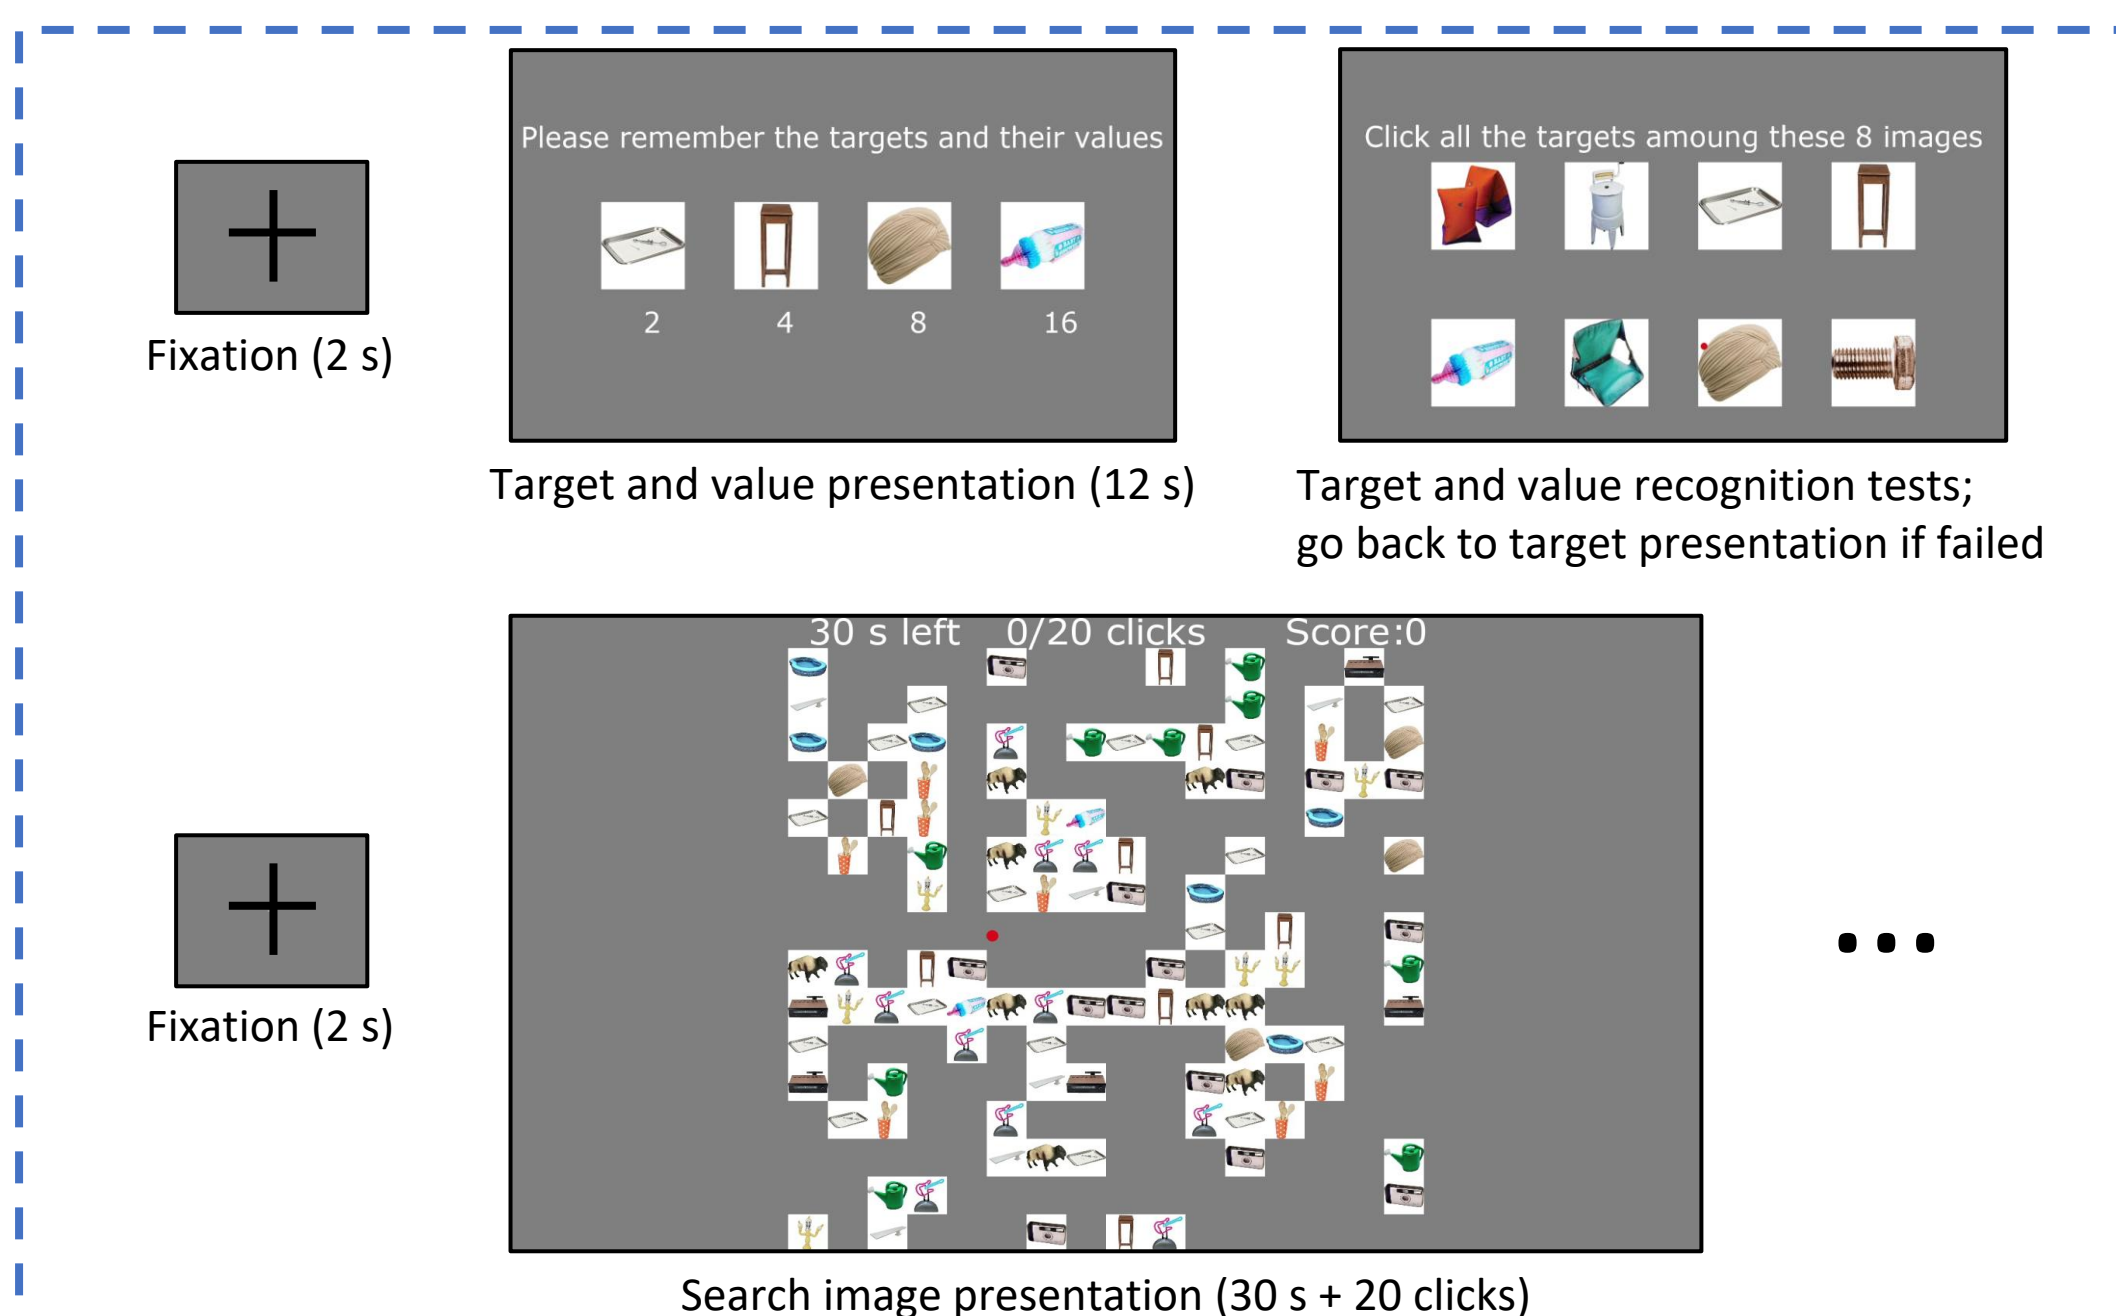 Please remember the targets and their values
2 4 8 16
Fixation (2 s)
Target and value presentation (12 s)
Click all the targets amoung these 8 images
Target and value recognition tests;
go back to target presentation if failed
30 s left 0/20 clicks Score:0
Fixation (2 s)
...
Search image presentation (30 s + 20 clicks)